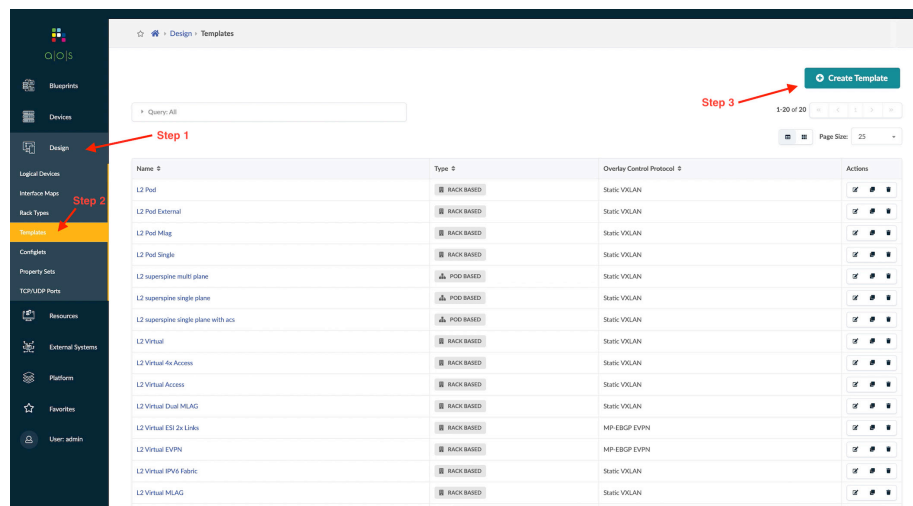 a|o|s
Blueprints
Devices
Design
Logical Devices
Interface Maps
Rack Types
Templates
Configlets
Property Sets
TCP/UDP Ports
Resources
External Systems
Platform
Favorites
User: admin
Design › Templates
Create Template
Step 3
Query: All
1-20 of 20
Step 1
Page Size: 25
Step 2
Name Type Overlay Control Protocol Actions
L2 Pod RACK BASED Static VXLAN
L2 Pod External RACK BASED Static VXLAN
L2 Pod Mlag RACK BASED Static VXLAN
L2 Pod Single RACK BASED Static VXLAN
L2 superspine multi plane POD BASED Static VXLAN
L2 superspine single plane POD BASED Static VXLAN
L2 superspine single plane with acs POD BASED Static VXLAN
L2 Virtual RACK BASED Static VXLAN
L2 Virtual 4x Access RACK BASED Static VXLAN
L2 Virtual Access RACK BASED Static VXLAN
L2 Virtual Dual MLAG RACK BASED Static VXLAN
L2 Virtual ESI 2x Links RACK BASED MP-EBGP EVPN
L2 Virtual EVPN RACK BASED MP-EBGP EVPN
L2 Virtual IPV6 Fabric RACK BASED Static VXLAN
L2 Virtual MLAG RACK BASED Static VXLAN